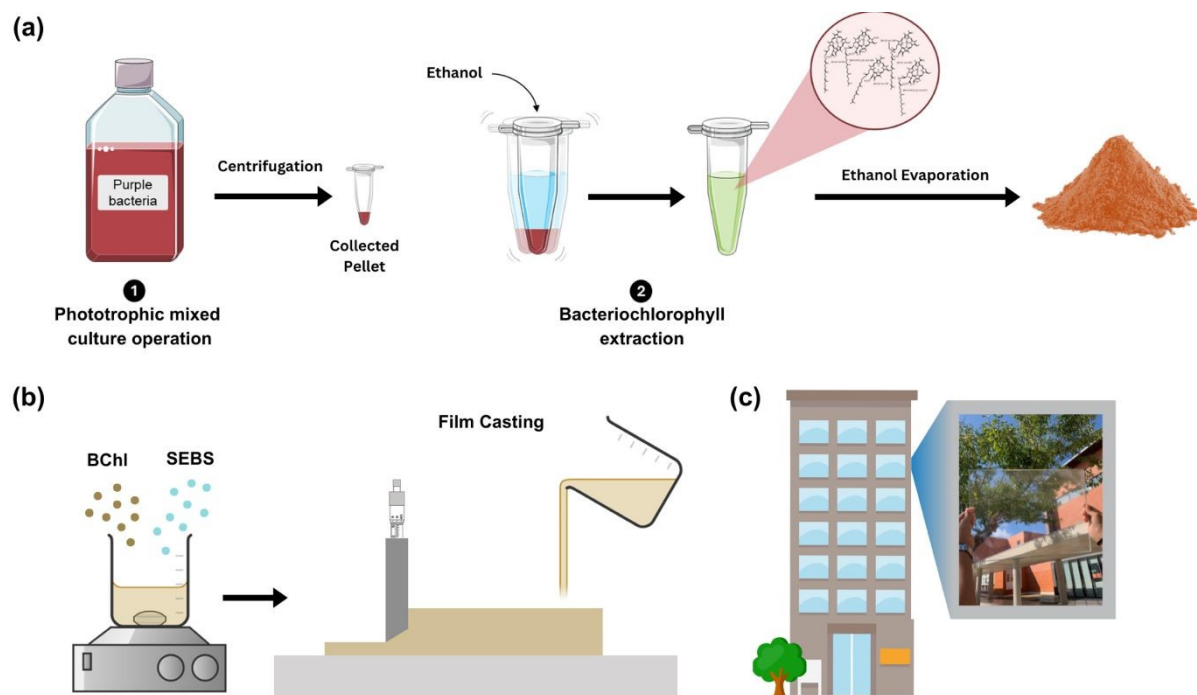 (a)
Purple
bacteria
Centrifugation
Collected
Pellet
Ethanol
Ethanol Evaporation
1
Phototrophic mixed
culture operation
2
Bacteriochlorophyll
extraction
(b)
BChl
SEBS
Film Casting
(c)